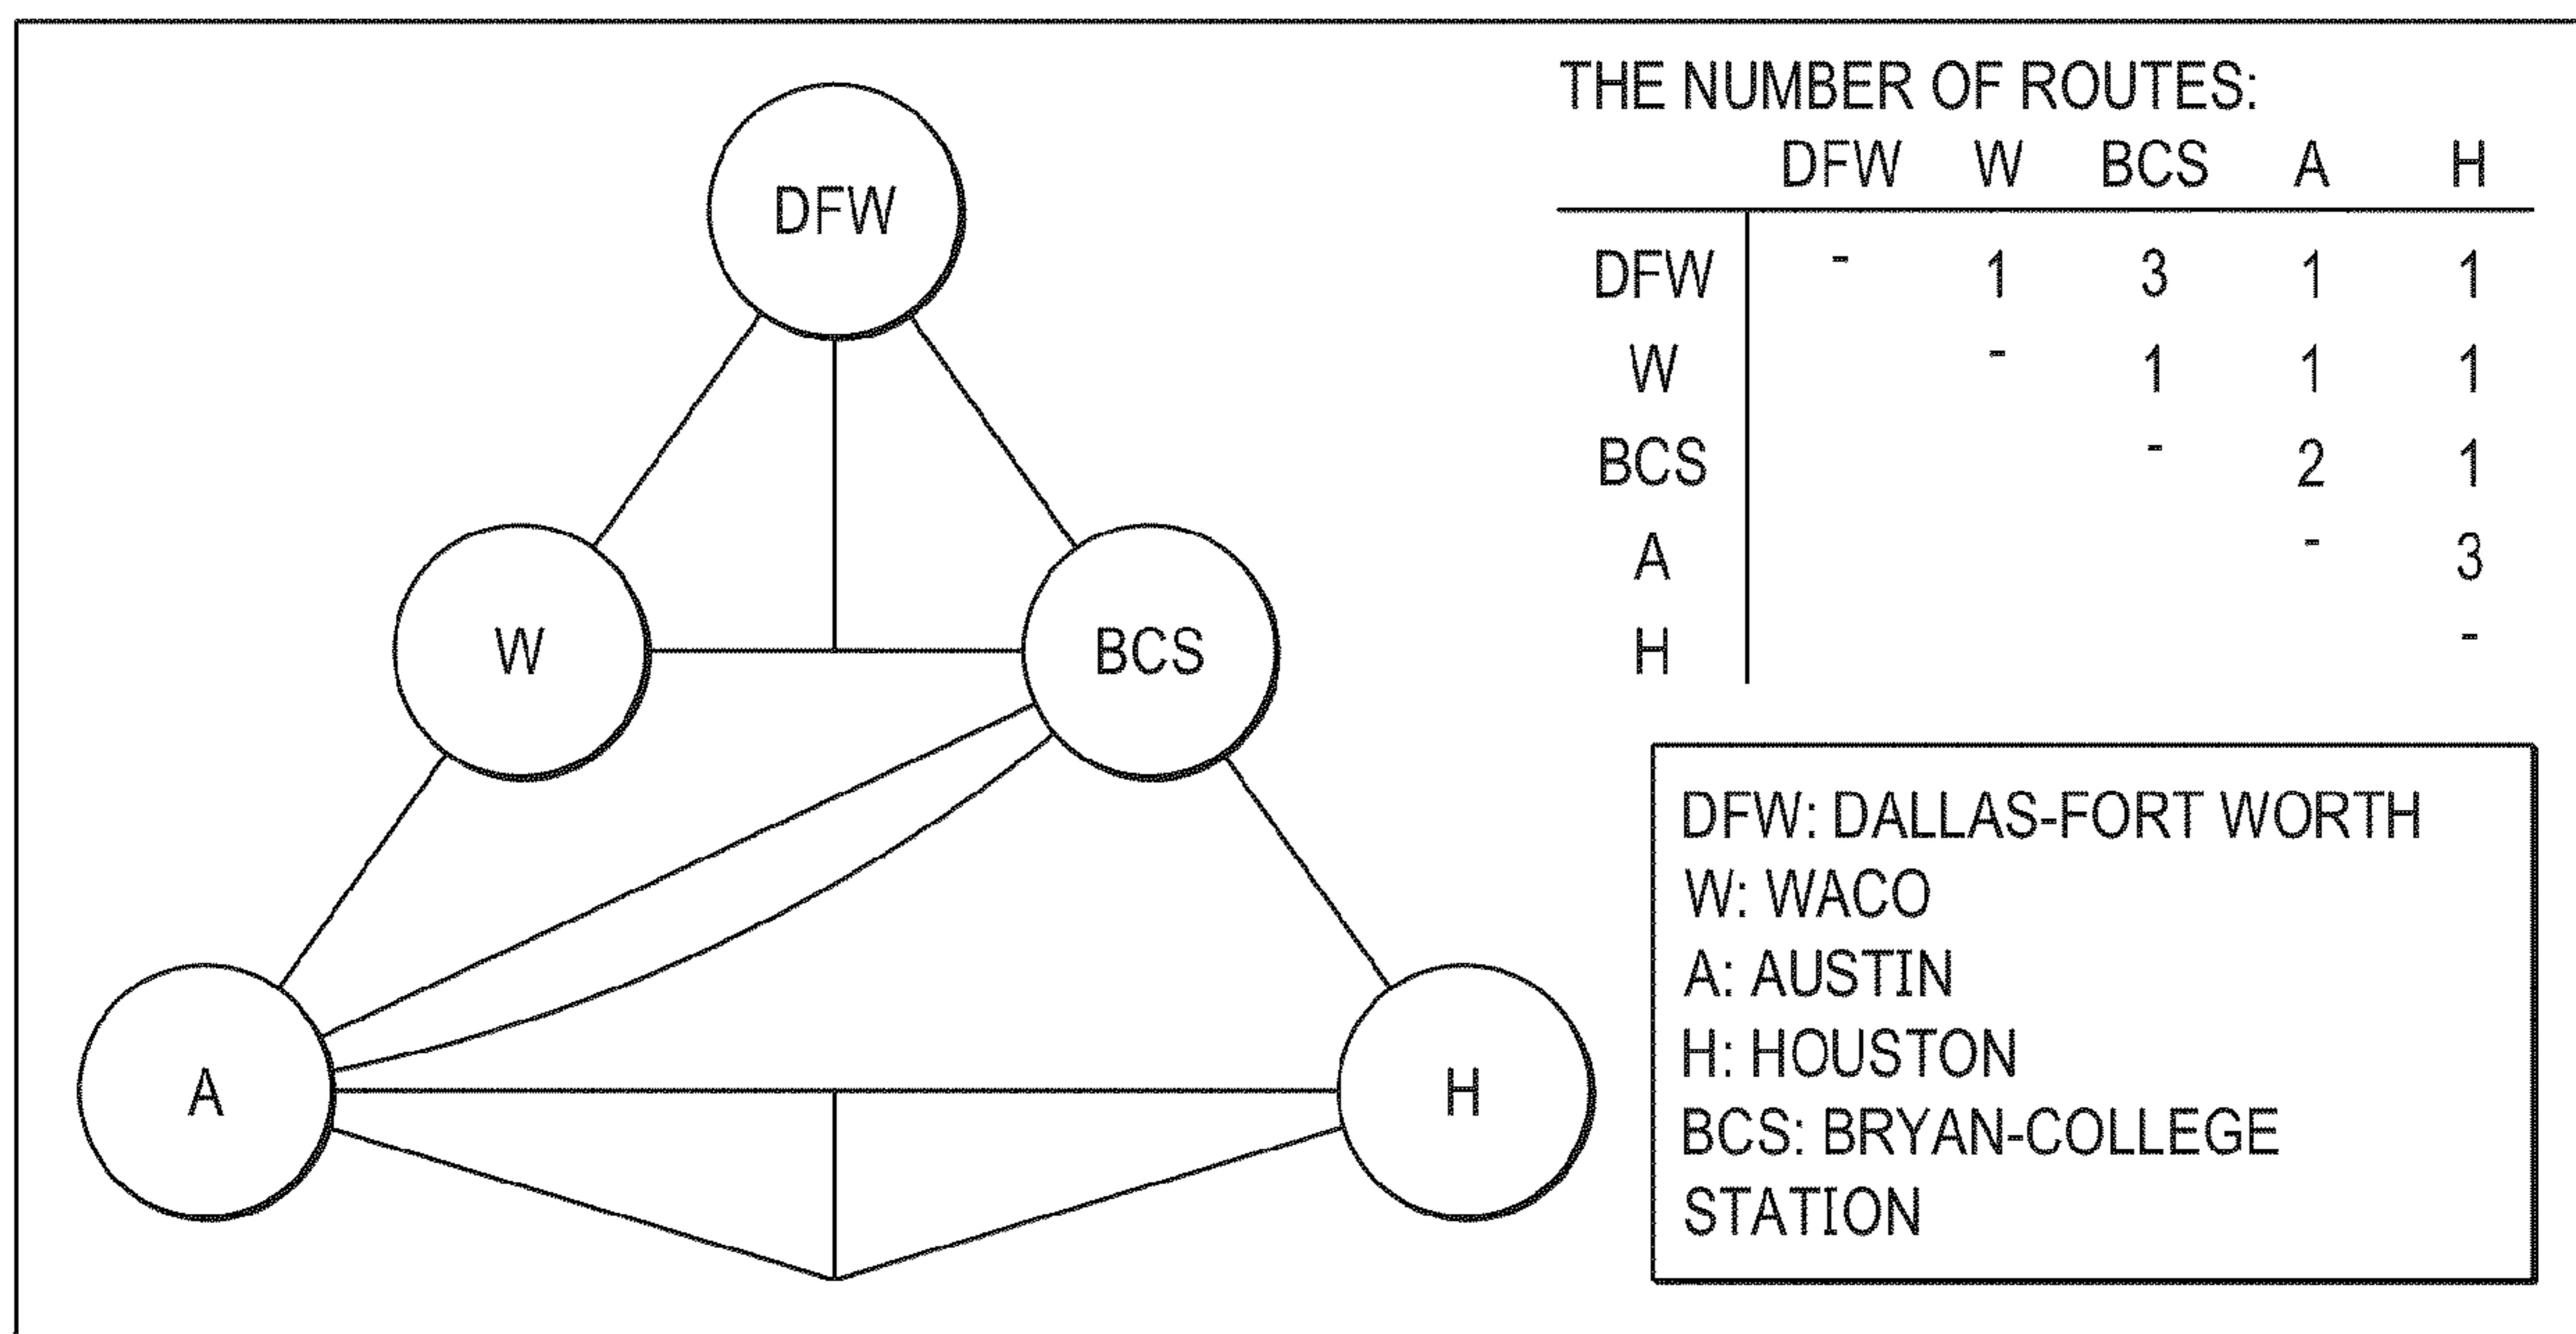 THE NUMBER OF ROUTES:
DFW W BCS A H
DFW - 1 3 1 1
W - 1 1 1
BCS - 2 1
A - 3
H -
DFW
W
BCS
A
H
DFW: DALLAS-FORT WORTH
W: WACO
A: AUSTIN
H: HOUSTON
BCS: BRYAN-COLLEGE
STATION